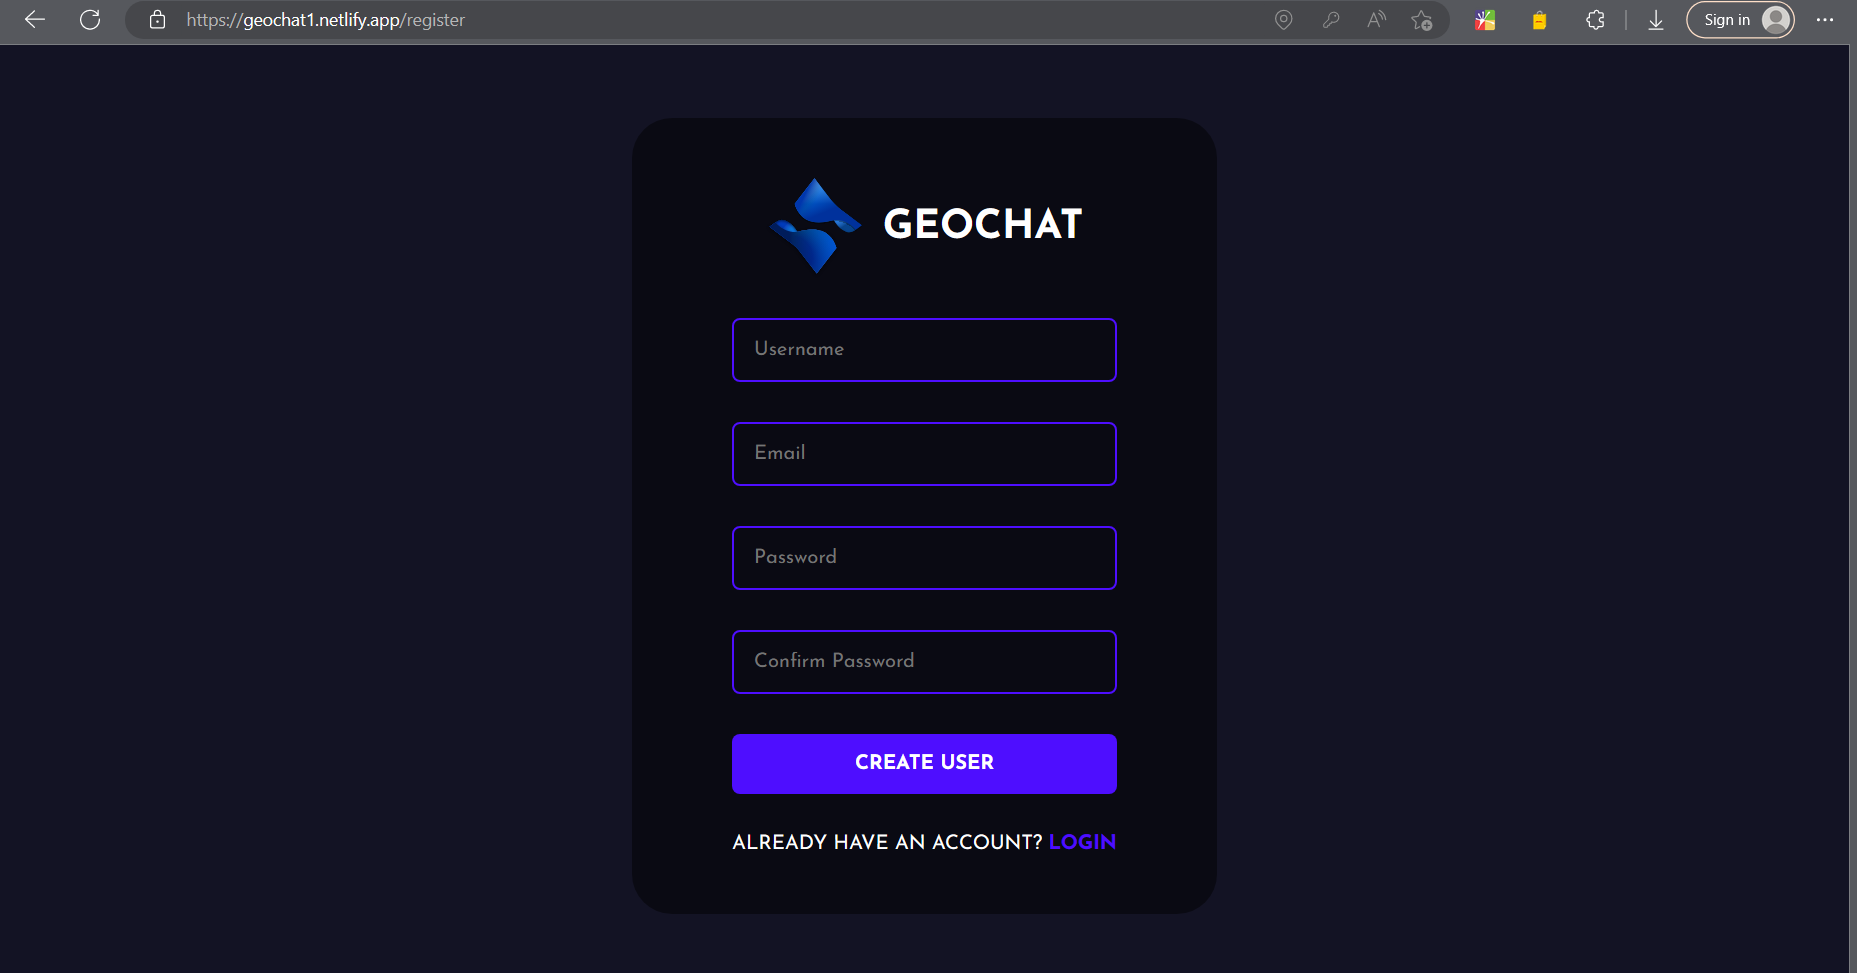 https://geochat1.netlify.app/register
Sign in
GEOCHAT
Username
Email
Password
Confirm Password
CREATE USER
ALREADY HAVE AN ACCOUNT? LOGIN